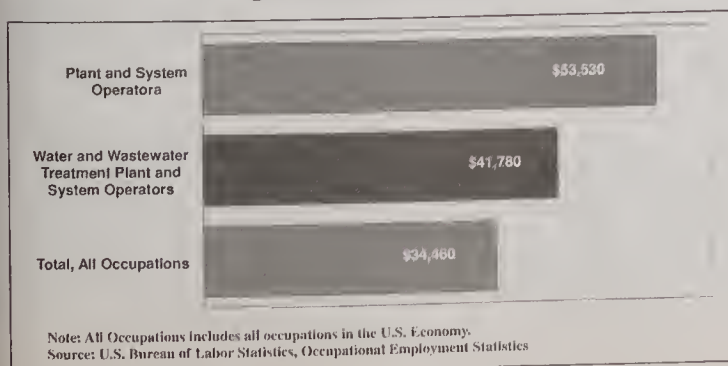 Plant and System
Operatora
$53,530
Water and Wastewater
Treatment Plant and
System Operators
$41,780
Total, All Occupations
$34,460
Note: All Occupations includes all occupations in the U.S. Economy.
Source: U.S. Bureau of Labor Statistics, Occupational Employment Statistics